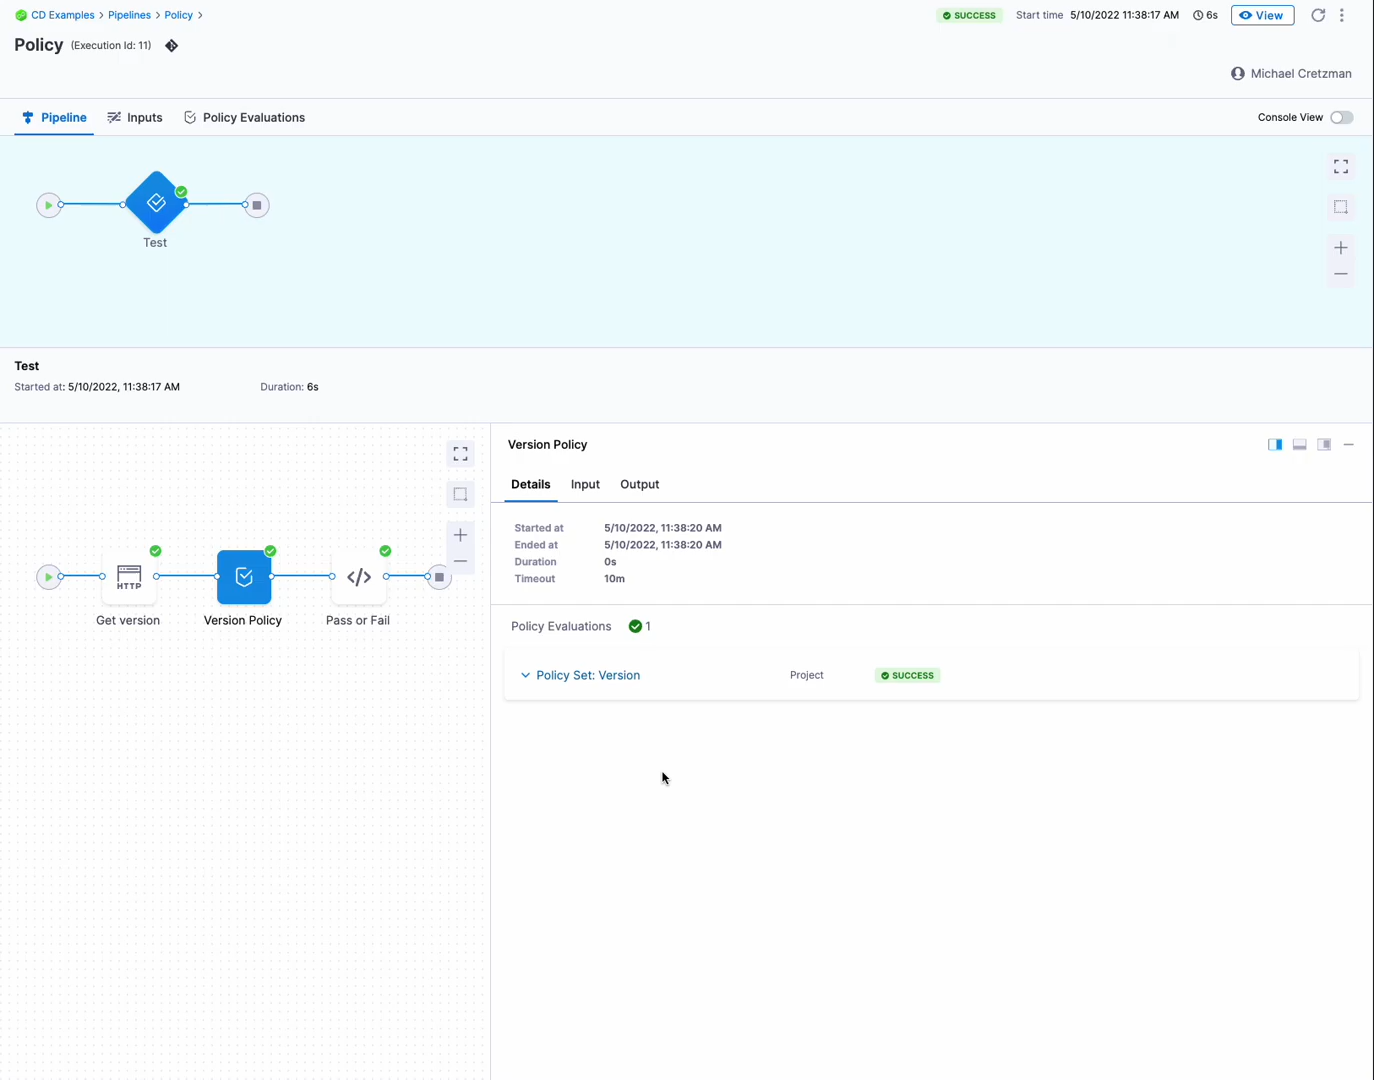 CD Examples > Pipelines > Policy >
SUCCESS Start time 5/10/2022 11:38:17 AM 6s View
Policy (Execution Id: 11)
Michael Cretzman
Pipeline Inputs Policy Evaluations Console View
Test
Test
Started at: 5/10/2022, 11:38:17 AM Duration: 6s
Version Policy
Details Input Output
Started at 5/10/2022, 11:38:20 AM
Ended at 5/10/2022, 11:38:20 AM
Duration 0s
Timeout 10m
HTTP
Get version Version Policy Pass or Fail
Policy Evaluations 1
Policy Set: Version Project SUCCESS